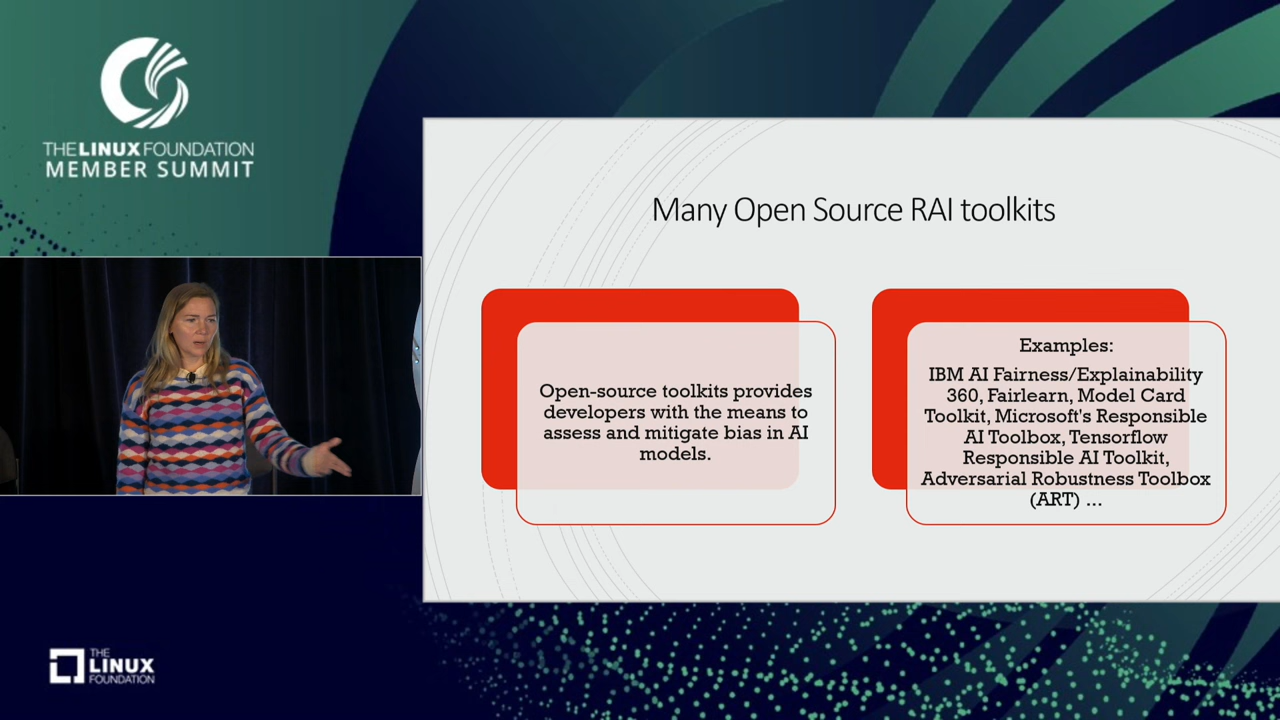 THE LINUX FOUNDATION
MEMBER SUMMIT
Many Open Source RAI toolkits
Open-source toolkits provides
developers with the means to
assess and mitigate bias in AI
models.
Examples:
IBM AI Fairness/Explainability
360, Fairlearn, Model Card
Toolkit, Microsoft's Responsible
AI Toolbox, Tensorflow
Responsible AI Toolkit,
Adversarial Robustness Toolbox
(ART) ...
THE
LINUX
FOUNDATION